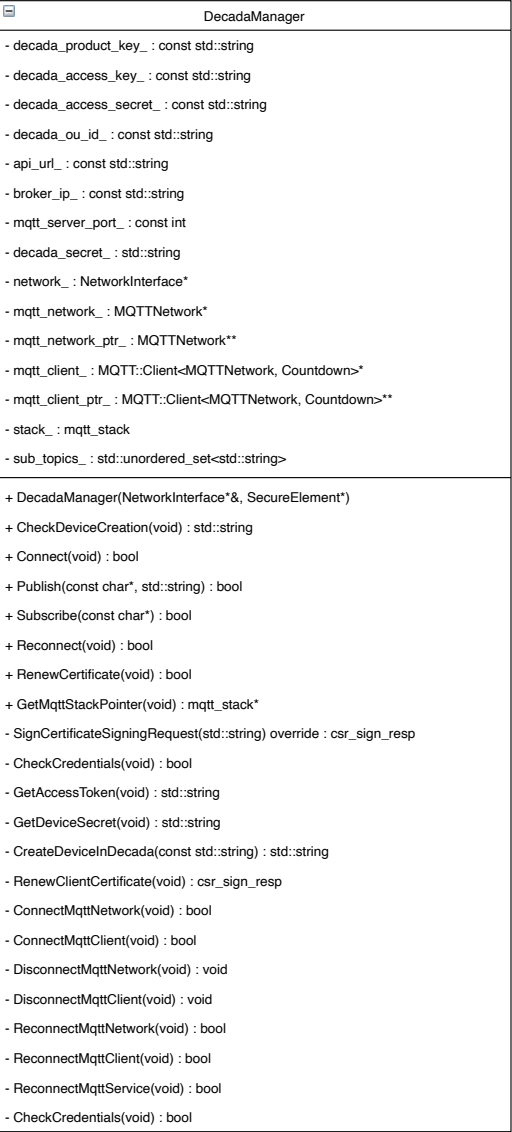 DecadaManager
- decada_product_key_ : const std::string
- decada_access_key_ : const std::string
- decada_access_secret_ : const std::string
- decada_ou_id_ : const std::string
- api_url_ : const std::string
- broker_ip_ : const std::string
- mqtt_server_port_ : const int
- decada_secret_ : std::string
- network_ : NetworkInterface*
- mqtt_network_ : MQTTNetwork*
- mqtt_network_ptr_ : MQTTNetwork**
- mqtt_client_ : MQTT::Client<MQTTNetwork, Countdown>*
- mqtt_client_ptr_ : MQTT::Client<MQTTNetwork, Countdown>**
- stack_ : mqtt_stack
- sub_topics_ : std::unordered_set<std::string>
+ DecadaManager(NetworkInterface*&, SecureElement*)
+ CheckDeviceCreation(void) : std::string
+ Connect(void) : bool
+ Publish(const char*, std::string) : bool
+ Subscribe(const char*) : bool
+ Reconnect(void) : bool
+ RenewCertificate(void) : bool
+ GetMqttStackPointer(void) : mqtt_stack*
- SignCertificateSigningRequest(std::string) override : csr_sign_resp
- CheckCredentials(void) : bool
- GetAccessToken(void) : std::string
- GetDeviceSecret(void) : std::string
- CreateDeviceInDecada(const std::string) : std::string
- RenewClientCertificate(void) : csr_sign_resp
- ConnectMqttNetwork(void) : bool
- ConnectMqttClient(void) : bool
- DisconnectMqttNetwork(void) : void
- DisconnectMqttClient(void) : void
- ReconnectMqttNetwork(void) : bool
- ReconnectMqttClient(void) : bool
- ReconnectMqttService(void) : bool
- CheckCredentials(void) : bool